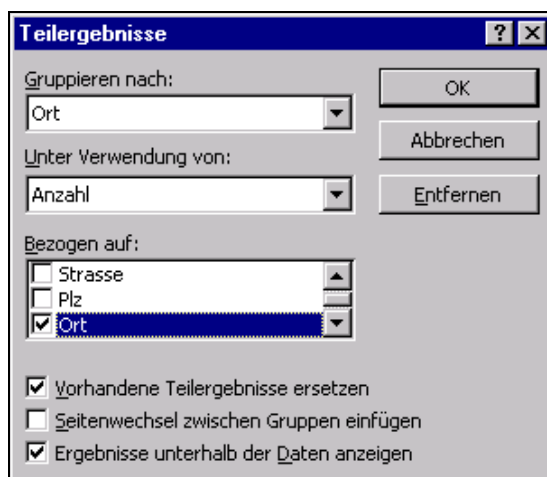 Teilergebnisse
Gruppieren nach:
Ort
OK
Unter Verwendung von:
Abbrechen
Anzahl
Entfernen
Bezogen auf:
Strasse
Plz
Ort
Vorhandene Teilergebnisse ersetzen
Seitenwechsel zwischen Gruppen einfügen
Ergebnisse unterhalb der Daten anzeigen